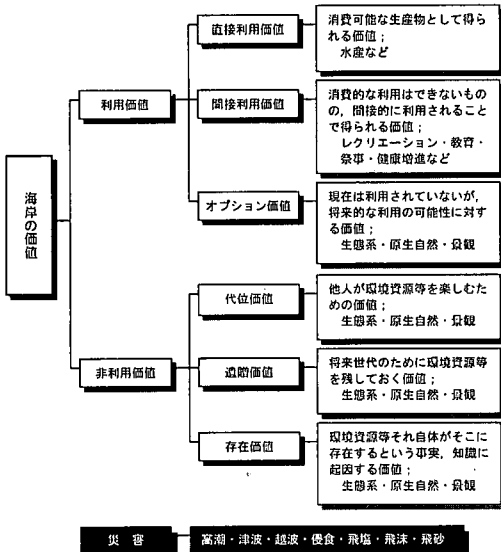 海岸の価値
利用価値
直接利用価値
消費可能な生産物として得ら
れる価値；
水産など
間接利用価値
消費的な利用はできないもの
の，間接的に利用されること
で得られる価値；
レクリエーション・教育・
祭事・健康増進など
オプション価値
現在は利用されていないが，
将来的な利用の可能性に対す
る価値；
生態系・原生自然・景観
非利用価値
代位価値
他人が環境資源等を楽しむた
めの価値；
生態系・原生自然・景観
遺贈価値
将来世代のために環境資源等
を残しておく価値；
生態系・原生自然・景観
存在価値
環境資源等それ自体がそこに
存在するという事実，知識に
起因する価値；
生態系・原生自然・景観
災害
高潮・津波・越波・侵食・飛塩・飛沫・飛砂